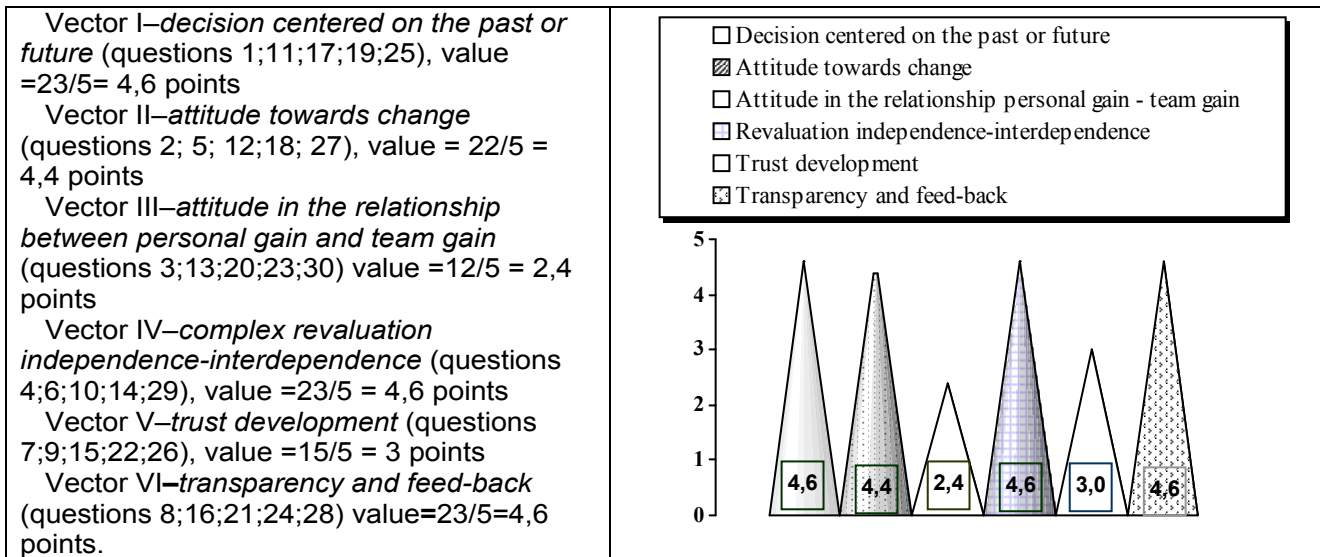 Vector I–decision centered on the past or
future (questions 1;11;17;19;25), value
=23/5= 4,6 points
Vector II–attitude towards change
(questions 2; 5; 12;18; 27), value = 22/5 =
4,4 points
Vector III–attitude in the relationship
between personal gain and team gain
(questions 3;13;20;23;30) value =12/5 = 2,4
points
Vector IV–complex revaluation
independence-interdependence (questions
4;6;10;14;29), value =23/5 = 4,6 points
Vector V–trust development (questions
7;9;15;22;26), value =15/5 = 3 points
Vector VI–transparency and feed-back
(questions 8;16;21;24;28) value=23/5=4,6
points.
Decision centered on the past or future
Attitude towards change
Attitude in the relationship personal gain - team gain
Revaluation independence-interdependence
Trust development
Transparency and feed-back
5
4
3
2
1
0
4,6 4,4 2,4 4,6 3,0 4,6